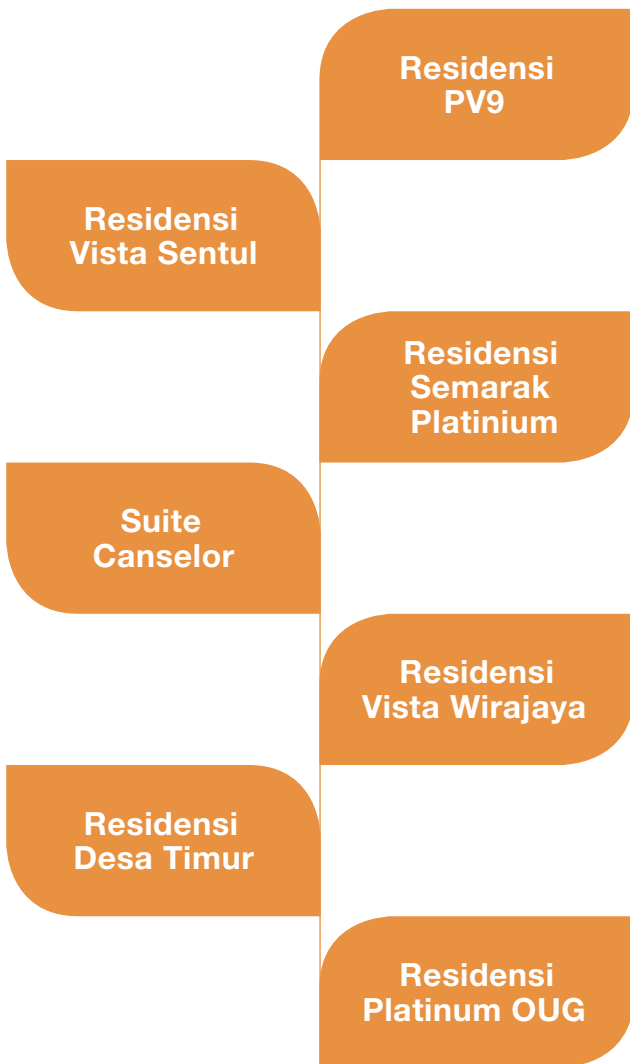 Residensi
PV9
Residensi
Vista Sentul
Residensi
Semarak
Platinium
Suite
Canselor
Residensi
Vista Wirajaya
Residensi
Desa Timur
Residensi
Platinum OUG